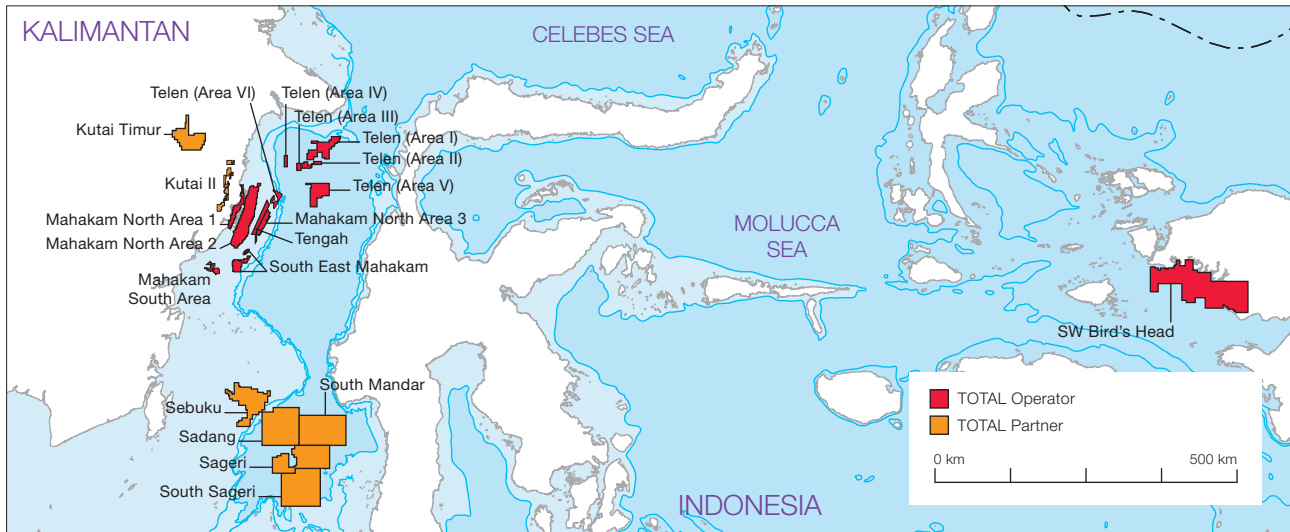 KALIMANTAN
CELEBES SEA
Telen (Area VI)
Telen (Area IV)
Telen (Area III)
Kutai Timur
Telen (Area I)
Telen (Area II)
Kutai II
Telen (Area V)
Mahakam North Area 1
Mahakam North Area 3
Mahakam North Area 2
Tengah
MOLUCCA
SEA
South East Mahakam
Mahakam
South Area
SW Bird's Head
South Mandar
Sebuku
Sadang
Sageri
South Sageri
INDONESIA
TOTAL Operator
TOTAL Partner
0 km
500 km